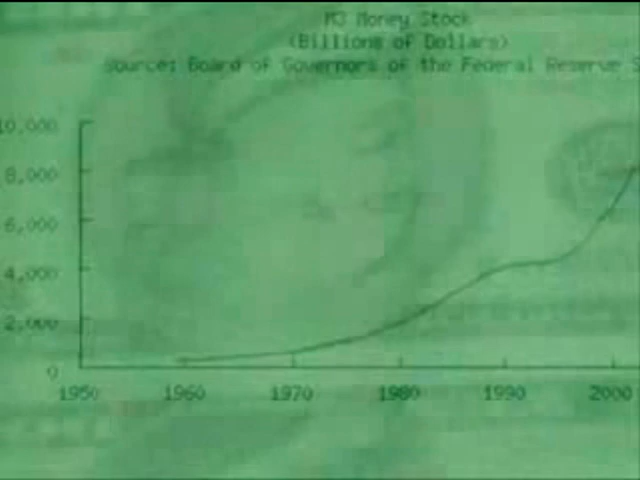 M3 Money Stock
(Billions of Dollars)
Source: Board of Governors of the Federal Reserve S
10,000
8,000
6,000
4,000
2,000
0
1950 1960 1970 1980 1990 2000